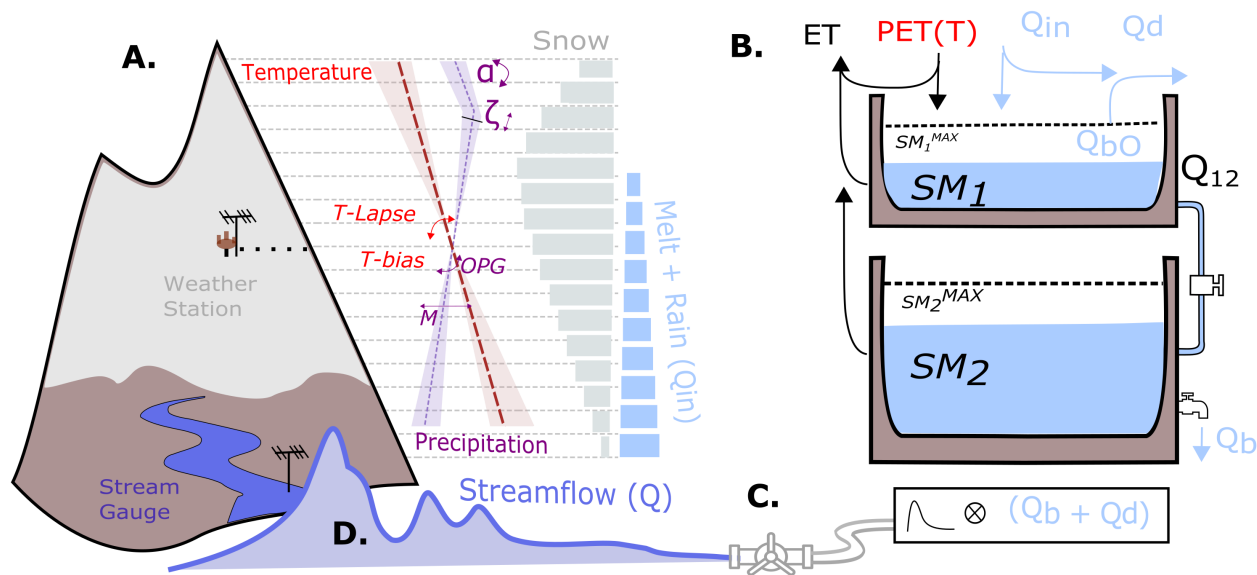 A.
Snow
Temperature
ɑ
ζ
T-Lapse
T-bias
OPG
M
Weather
Station
Melt + Rain (Qin)
Precipitation
Stream
Gauge
Streamflow (Q)
D.
B.
ET
PET(T)
Qin
Qd
SM1MAX
QbO
SM1
Q12
SM2MAX
SM2
Qb
C.
⊗ (Qb + Qd)